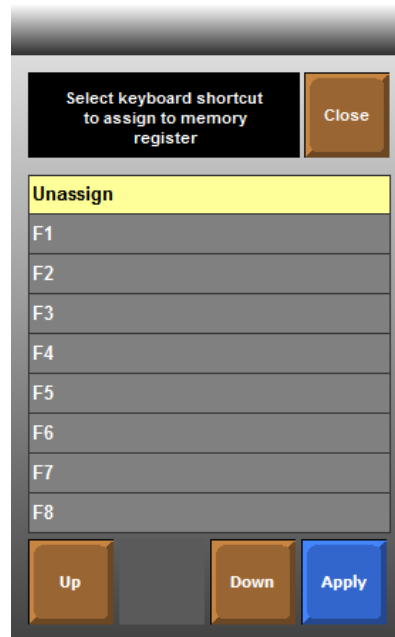 Select keyboard shortcut
to assign to memory
register
Close
Unassign
F1
F2
F3
F4
F5
F6
F7
F8
Up
Down
Apply